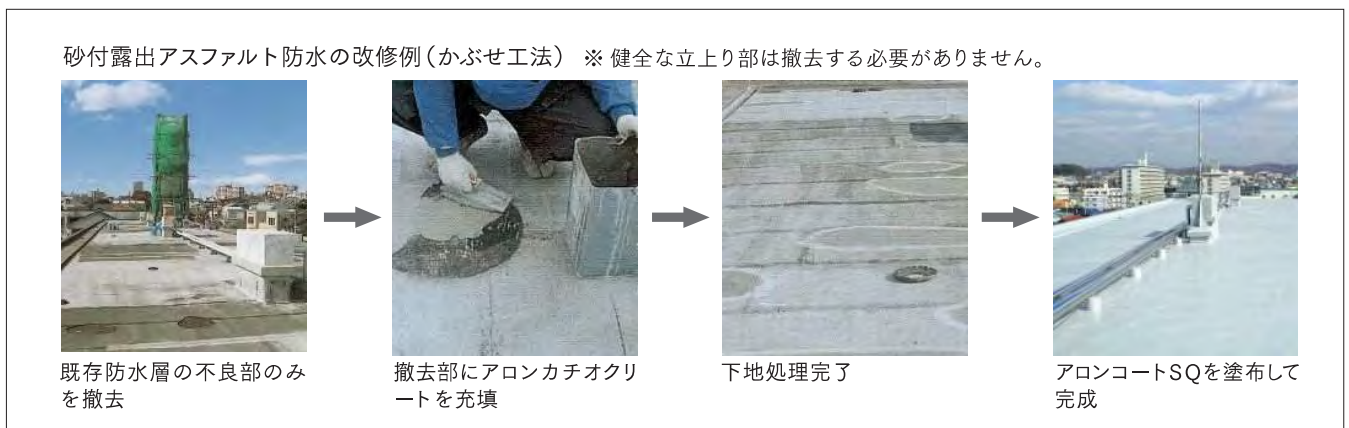 砂付露出アスファルト防水の改修例(かぶせ工法) ※ 健全な立上り部は撤去する必要がありません。
既存防水層の不良部のみ
を撤去
撤去部にアロンカチオクリ
ートを充填
下地処理完了
アロンコートSQを塗布して
完成